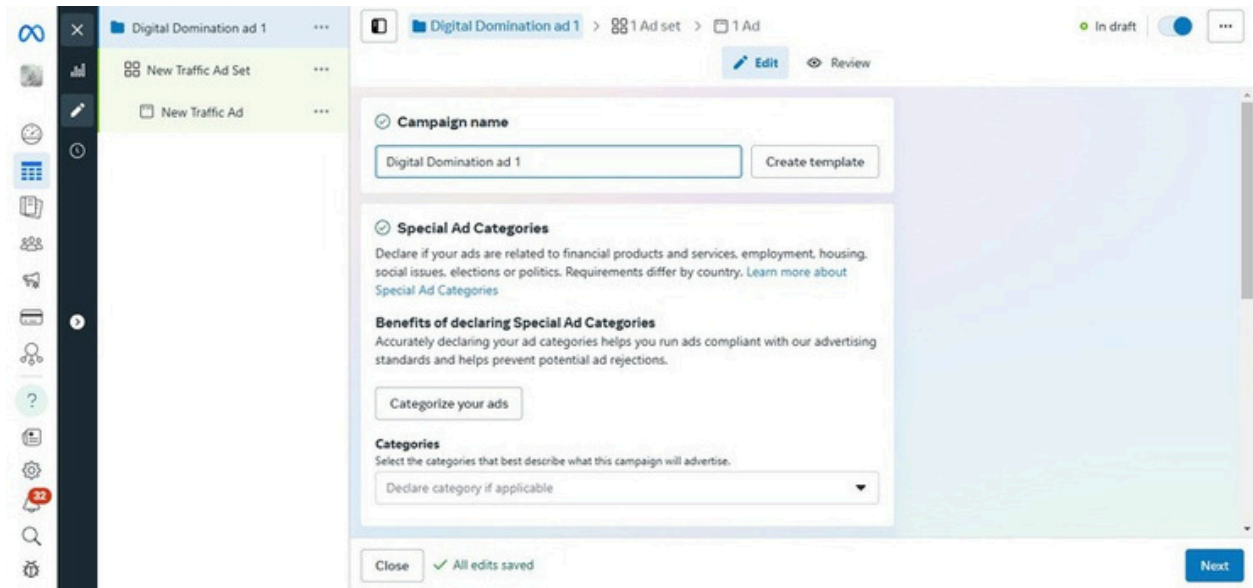 Digital Domination ad 1
New Traffic Ad Set
New Traffic Ad
32
Digital Domination ad 1 > 1 Ad set > 1 Ad
In draft
Edit
Review
Campaign name
Digital Domination ad 1
Create template
Special Ad Categories
Declare if your ads are related to financial products and services, employment, housing,
social issues, elections or politics. Requirements differ by country. Learn more about
Special Ad Categories
Benefits of declaring Special Ad Categories
Accurately declaring your ad categories helps you run ads compliant with our advertising
standards and helps prevent potential ad rejections.
Categorize your ads
Categories
Select the categories that best describe what this campaign will advertise.
Declare category if applicable
Close
All edits saved
Next